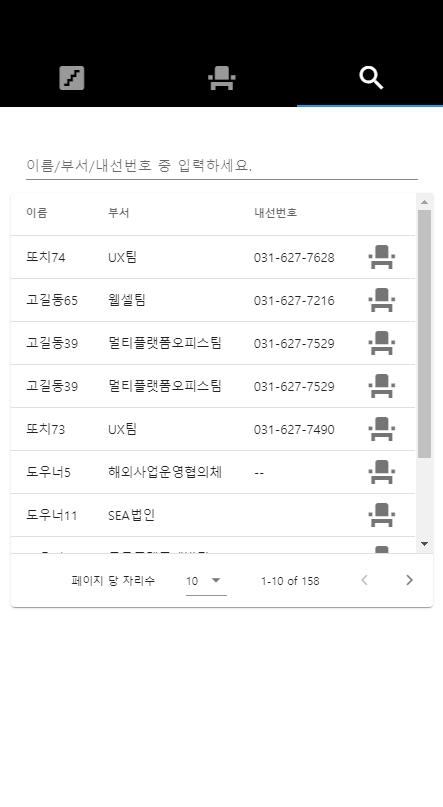 이름/부서/내선번호 중 입력하세요.
이름 부서 내선번호
또치74 UX팀 031-627-7628
고길동65 웹셀팀 031-627-7216
고길동39 멀티플랫폼오피스팀 031-627-7529
고길동39 멀티플랫폼오피스팀 031-627-7529
또치73 UX팀 031-627-7490
도우너5 해외사업운영협의체 --
도우너11 SEA법인
페이지 당 자리수 10 1-10 of 158